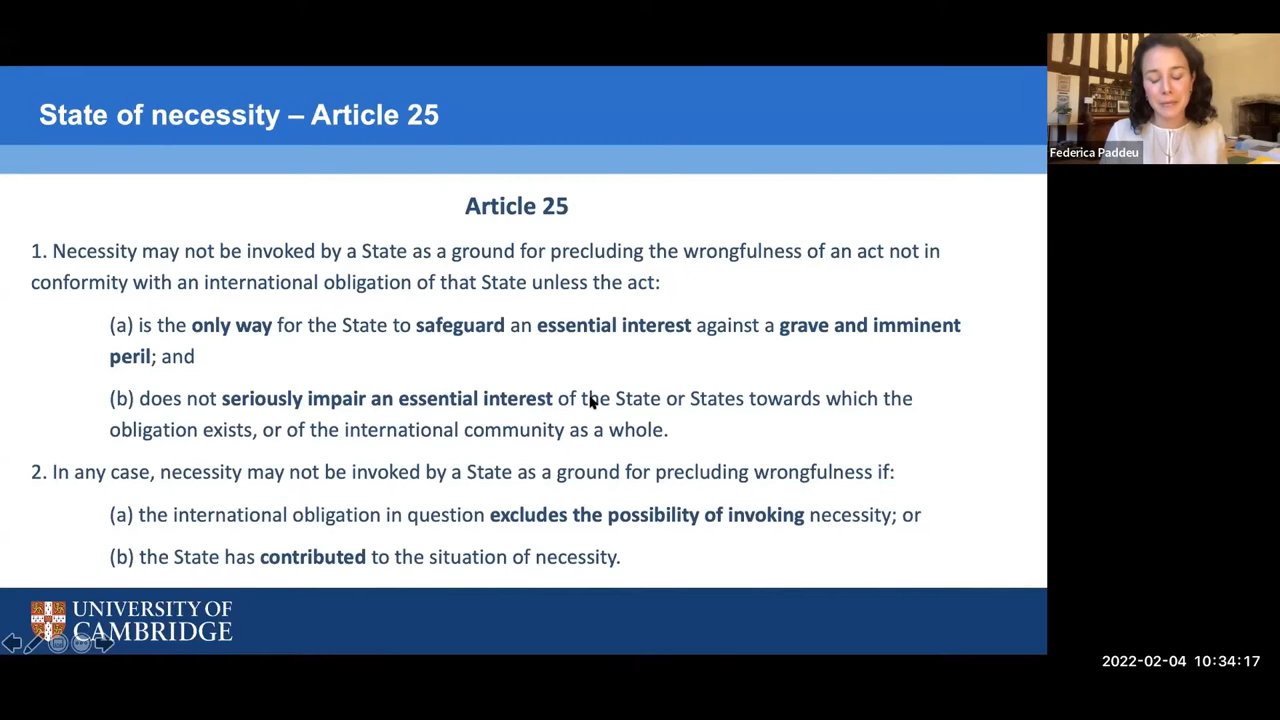 State of necessity – Article 25
Federica Paddeu
Article 25
1. Necessity may not be invoked by a State as a ground for precluding the wrongfulness of an act not in
conformity with an international obligation of that State unless the act:
(a) is the only way for the State to safeguard an essential interest against a grave and imminent
peril; and
(b) does not seriously impair an essential interest of the State or States towards which the
obligation exists, or of the international community as a whole.
2. In any case, necessity may not be invoked by a State as a ground for precluding wrongfulness if:
(a) the international obligation in question excludes the possibility of invoking necessity; or
(b) the State has contributed to the situation of necessity.
UNIVERSITY OF
CAMBRIDGE
2022-02-04 10:34:17